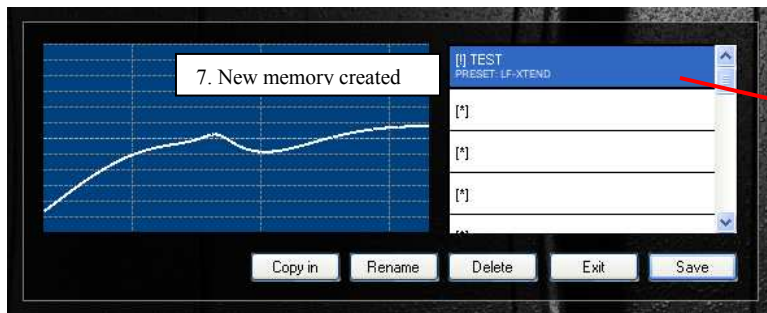 7. New memory created
[!] TEST
PRESET: LF-XTEND
[*]
[*]
[*]
[*]
Copy in
Rename
Delete
Exit
Save